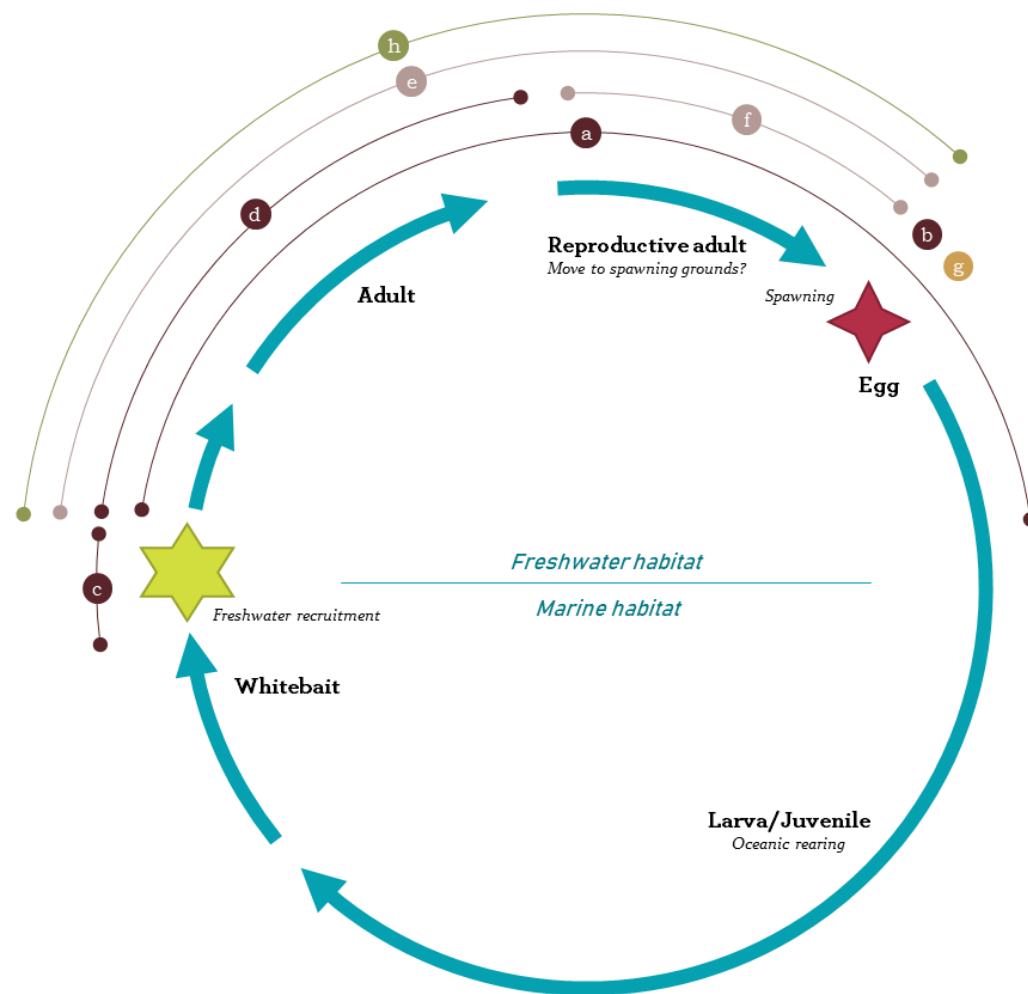 h
e
f
a
d
b
g
Reproductive adult
Move to spawning grounds?
Adult
Spawning
Egg
Freshwater habitat
c
Marine habitat
Freshwater recruitment
Whitebait
Larva/Juvenile
Oceanic rearing